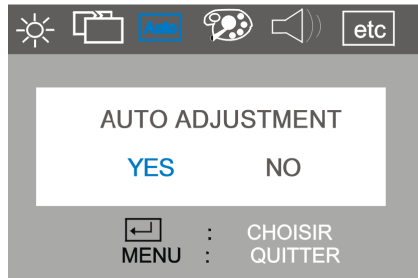 Auto etc
AUTO ADJUSTMENT
YES NO
: CHOISIR
MENU : QUITTER